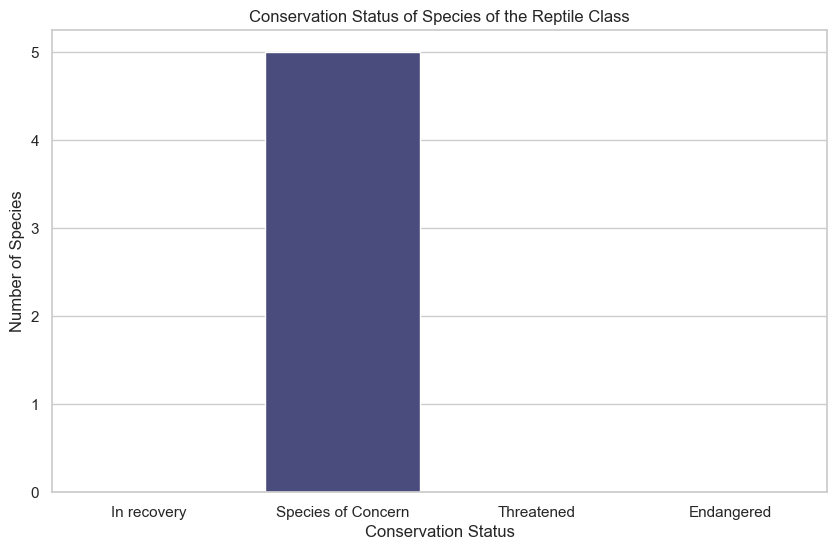 Conservation Status of Species of the Reptile Class
Number of Species
5
4
3
2
1
0
In recovery Species of Concern Threatened Endangered
Conservation Status